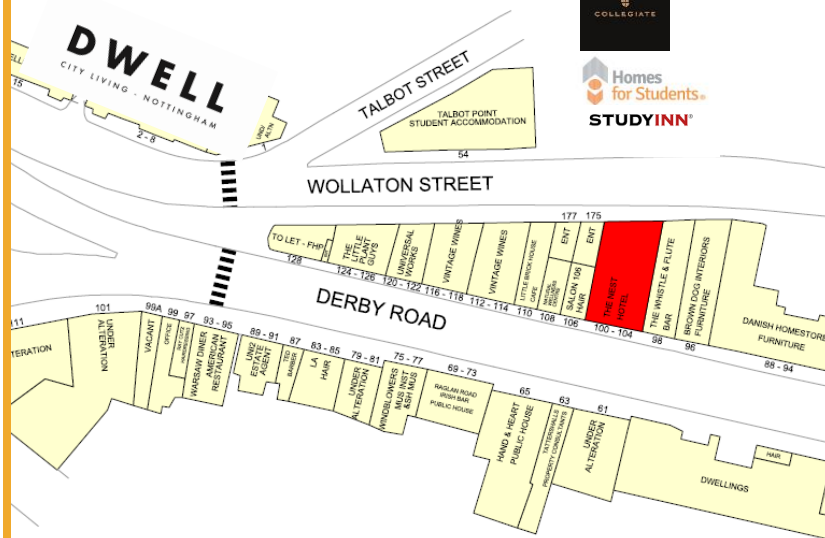 COLLEGIATE
DWELL
CITY LIVING - NOTTINGHAM
Homes
for Students
STUDYINN
ELL
15
2 - 8
TALBOT STREET
TALBOT POINT
STUDENT ACCOMMODATION
54
WOLLATON STREET
177
175
TO LET - FHP
128
THE
LITTLE
PLANT
GUYS
124 - 126
UNIVERSAL
WORKS
120 - 122
VINTAGE WINES
116 - 118
VINTAGE WINES
112 - 114
LITTLE BRICK HOUSE
CAFE
110
ENT
108
ENT
SALON 106
HAIR
106
THE NEST
HOTEL
100 - 104
THE WHISTLE & FLUTE
BAR
98
BROWN DOG INTERIORS
FURNITURE
96
DANISH HOMESTORE
FURNITURE
88 - 94
DERBY ROAD
111
TERATION
101
UNDER
ALTERATION
99A
VACANT
99
OFFICE
97
93 - 95
WARSAW DINER
AMERICAN
RESTAURANT
89 - 91
UNI2
ESTATE
AGENT
87
TED
BARBER
83 - 85
LA
HAIR
79 - 81
UNDER
ALTERATION
75 - 77
WINDBLOWERS
MUS INST
&SH MUS
69 - 73
RAGLAN ROAD
IRISH BAR
PUBLIC HOUSE
65
HAND & HEART
PUBLIC HOUSE
63
TATTERSHALLS
PROPERTY CONSULTANTS
61
UNDER
ALTERATION
DWELLINGS
HAIR